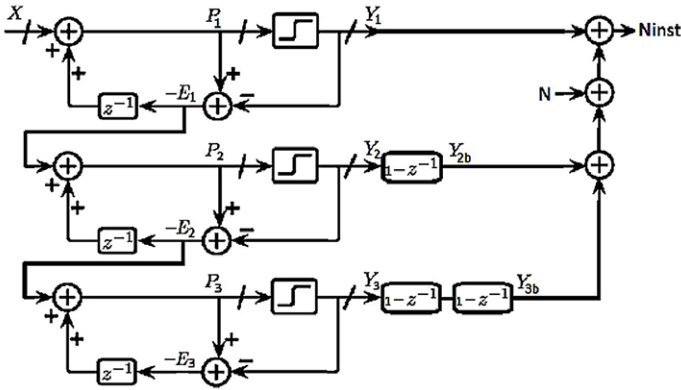 X P₁ Y₁ Ninst
+ +
+ −
z⁻¹ −E₁ N
P₂ Y₂ 1−z⁻¹ Y₂b
+ +
+ −
z⁻¹ −E₂
P₃ Y₃ 1−z⁻¹ 1−z⁻¹ Y₃b
+ +
+ −
z⁻¹ −E₃